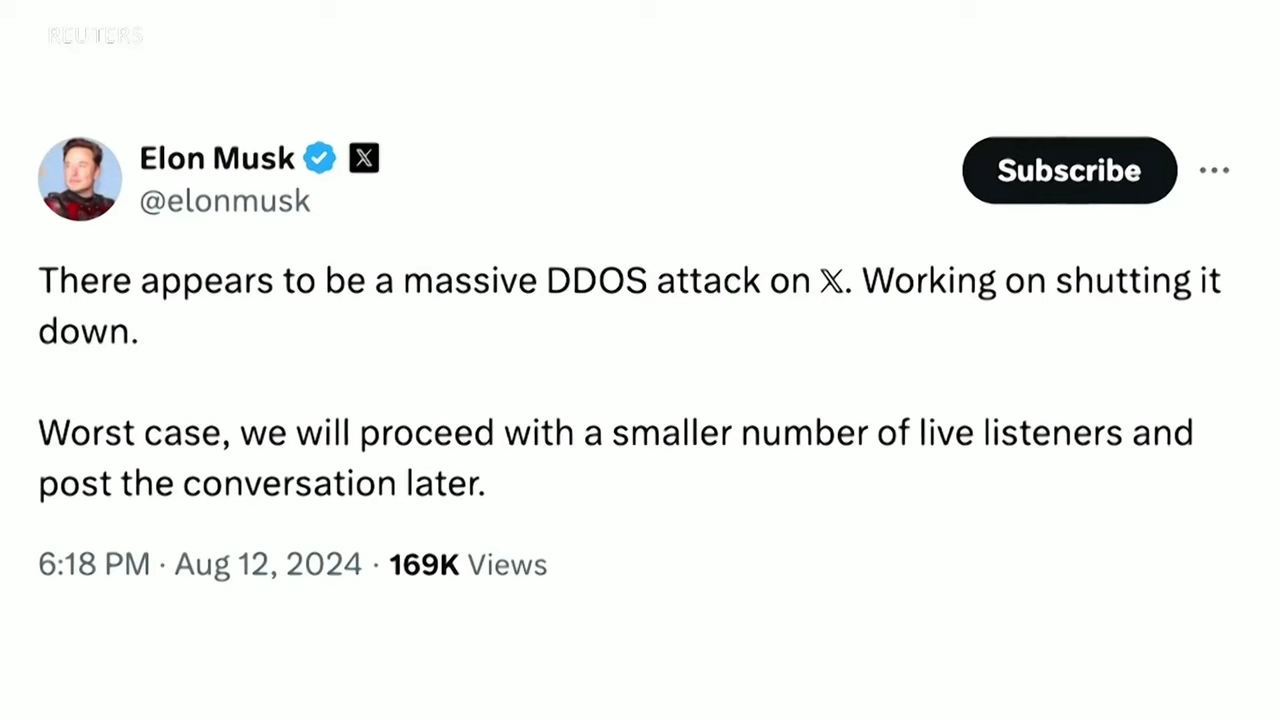 REUTERS
Elon Musk
@elonmusk
Subscribe
There appears to be a massive DDOS attack on 𝕏. Working on shutting it
down.
Worst case, we will proceed with a smaller number of live listeners and
post the conversation later.
6:18 PM · Aug 12, 2024 · 169K Views